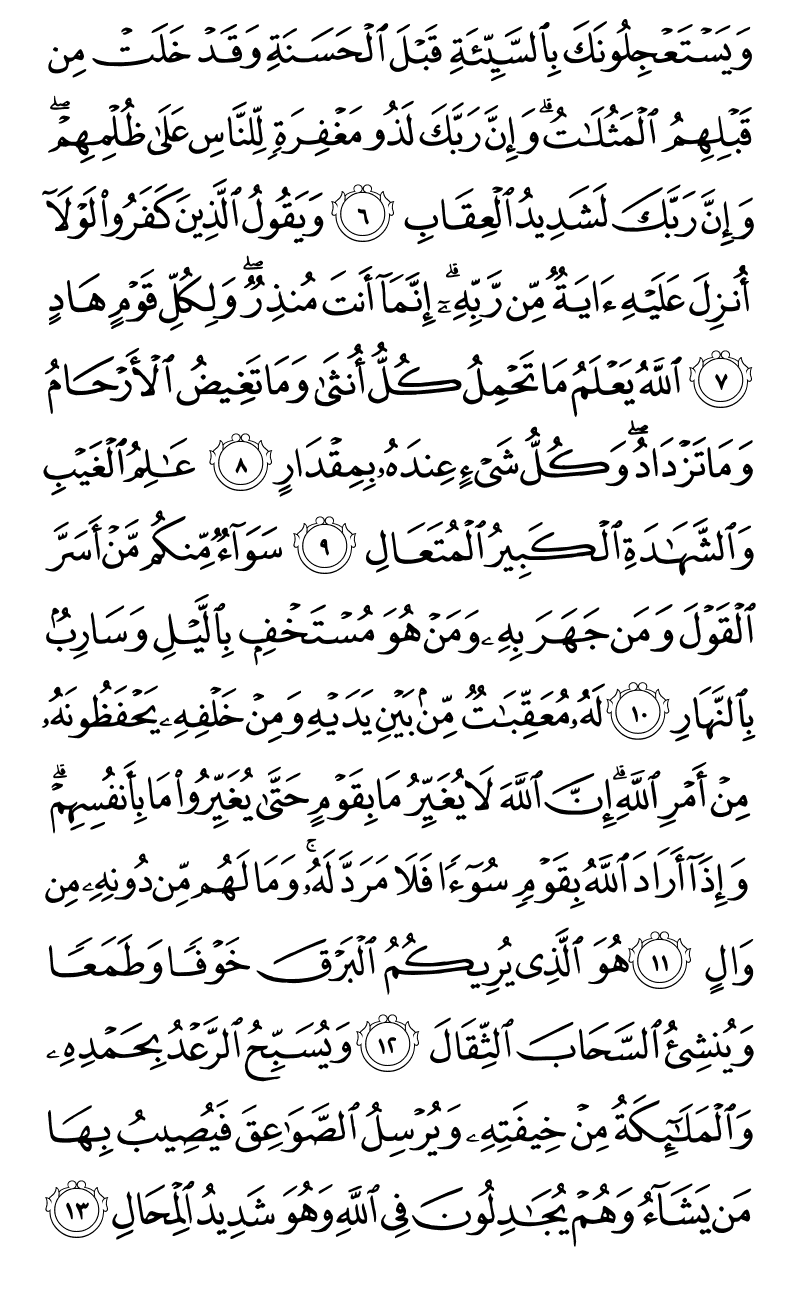 وَيَسۡتَعۡجِلُونَكَ بِٱلسَّيِّئَةِ قَبۡلَ ٱلۡحَسَنَةِ وَقَدۡ خَلَتۡ مِن
قَبۡلِهِمُ ٱلۡمَثُلَٰتُۗ وَإِنَّ رَبَّكَ لَذُو مَغۡفِرَةٖ لِّلنَّاسِ عَلَىٰ ظُلۡمِهِمۡۖ
وَإِنَّ رَبَّكَ لَشَدِيدُ ٱلۡعِقَابِ ٦ وَيَقُولُ ٱلَّذِينَ كَفَرُواْ لَوۡلَآ
أُنزِلَ عَلَيۡهِ ءَايَةٞ مِّن رَّبِّهِۦٓۗ إِنَّمَآ أَنتَ مُنذِرٞۖ وَلِكُلِّ قَوۡمٍ هَادٍ
٧ ٱللَّهُ يَعۡلَمُ مَا تَحۡمِلُ كُلُّ أُنثَىٰ وَمَا تَغِيضُ ٱلۡأَرۡحَامُ
وَمَا تَزۡدَادُۖ وَكُلُّ شَيۡءٍ عِندَهُۥ بِمِقۡدَارٍ ٨ عَٰلِمُ ٱلۡغَيۡبِ
وَٱلشَّهَٰدَةِ ٱلۡكَبِيرُ ٱلۡمُتَعَالِ ٩ سَوَآءٞ مِّنكُم مَّنۡ أَسَرَّ
ٱلۡقَوۡلَ وَمَن جَهَرَ بِهِۦ وَمَنۡ هُوَ مُسۡتَخۡفِۭ بِٱلَّيۡلِ وَسَارِبُۢ
بِٱلنَّهَارِ ١٠ لَهُۥ مُعَقِّبَٰتٞ مِّنۢ بَيۡنِ يَدَيۡهِ وَمِنۡ خَلۡفِهِۦ يَحۡفَظُونَهُۥ
مِنۡ أَمۡرِ ٱللَّهِۗ إِنَّ ٱللَّهَ لَا يُغَيِّرُ مَا بِقَوۡمٍ حَتَّىٰ يُغَيِّرُواْ مَا بِأَنفُسِهِمۡۗ
وَإِذَآ أَرَادَ ٱللَّهُ بِقَوۡمٖ سُوٓءٗا فَلَا مَرَدَّ لَهُۥۚ وَمَا لَهُم مِّن دُونِهِۦ مِن
وَالٍ ١١ هُوَ ٱلَّذِي يُرِيكُمُ ٱلۡبَرۡقَ خَوۡفٗا وَطَمَعٗا
وَيُنشِئُ ٱلسَّحَابَ ٱلثِّقَالَ ١٢ وَيُسَبِّحُ ٱلرَّعۡدُ بِحَمۡدِهِۦ
وَٱلۡمَلَٰٓئِكَةُ مِنۡ خِيفَتِهِۦ وَيُرۡسِلُ ٱلصَّوَٰعِقَ فَيُصِيبُ بِهَا
مَن يَشَآءُ وَهُمۡ يُجَٰدِلُونَ فِي ٱللَّهِ وَهُوَ شَدِيدُ ٱلۡمِحَالِ ١٣